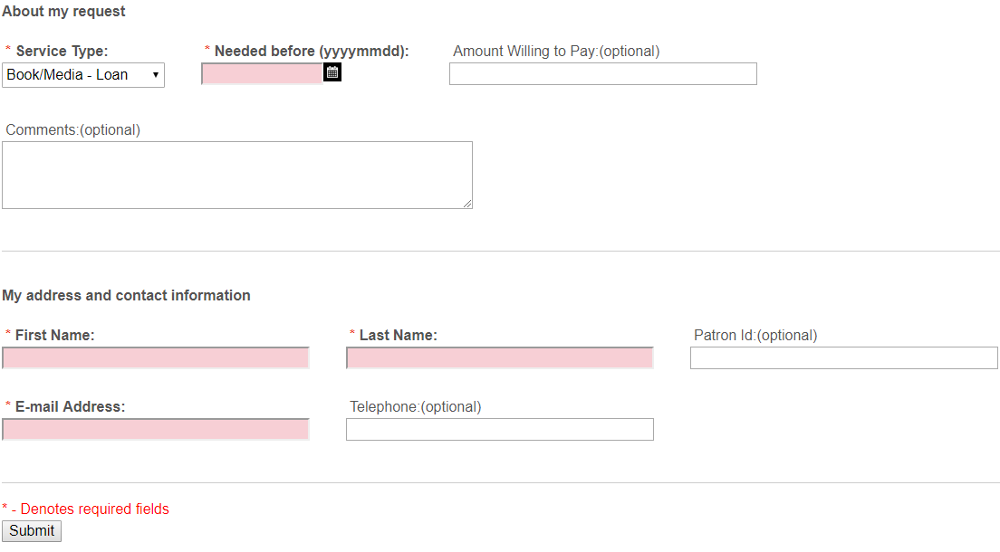 About my request
* Service Type: * Needed before (yyyymmdd): Amount Willing to Pay:(optional)
Book/Media - Loan
Comments:(optional)
My address and contact information
* First Name: * Last Name: Patron Id:(optional)
* E-mail Address: Telephone:(optional)
* - Denotes required fields
Submit